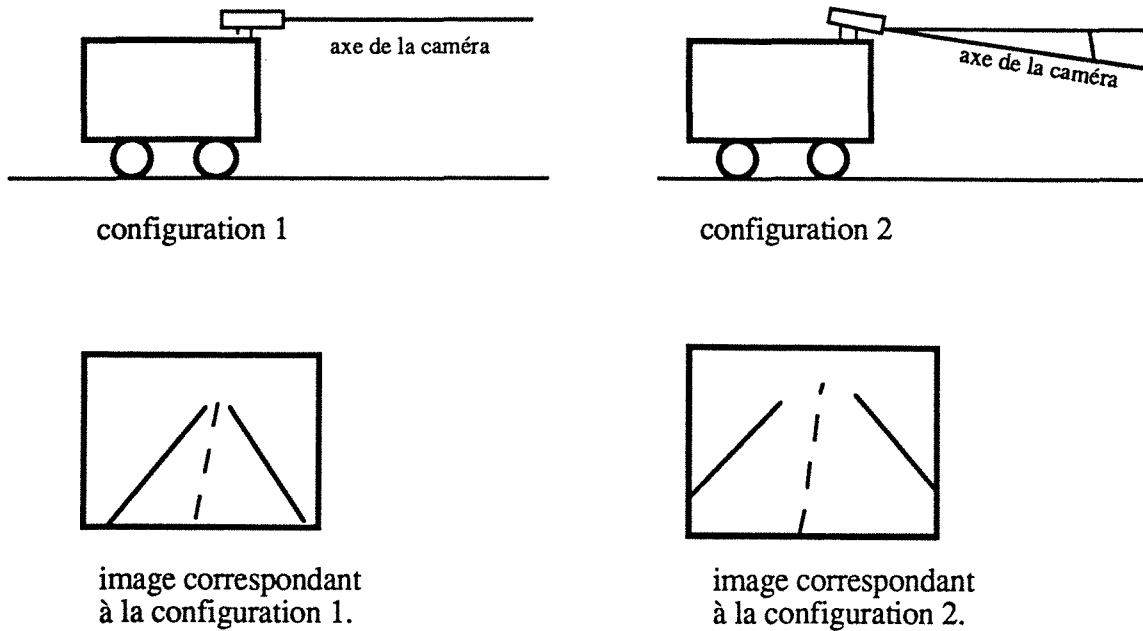 axe de la caméra
axe de la caméra
configuration 1
configuration 2
image correspondant
à la configuration 1.
image correspondant
à la configuration 2.